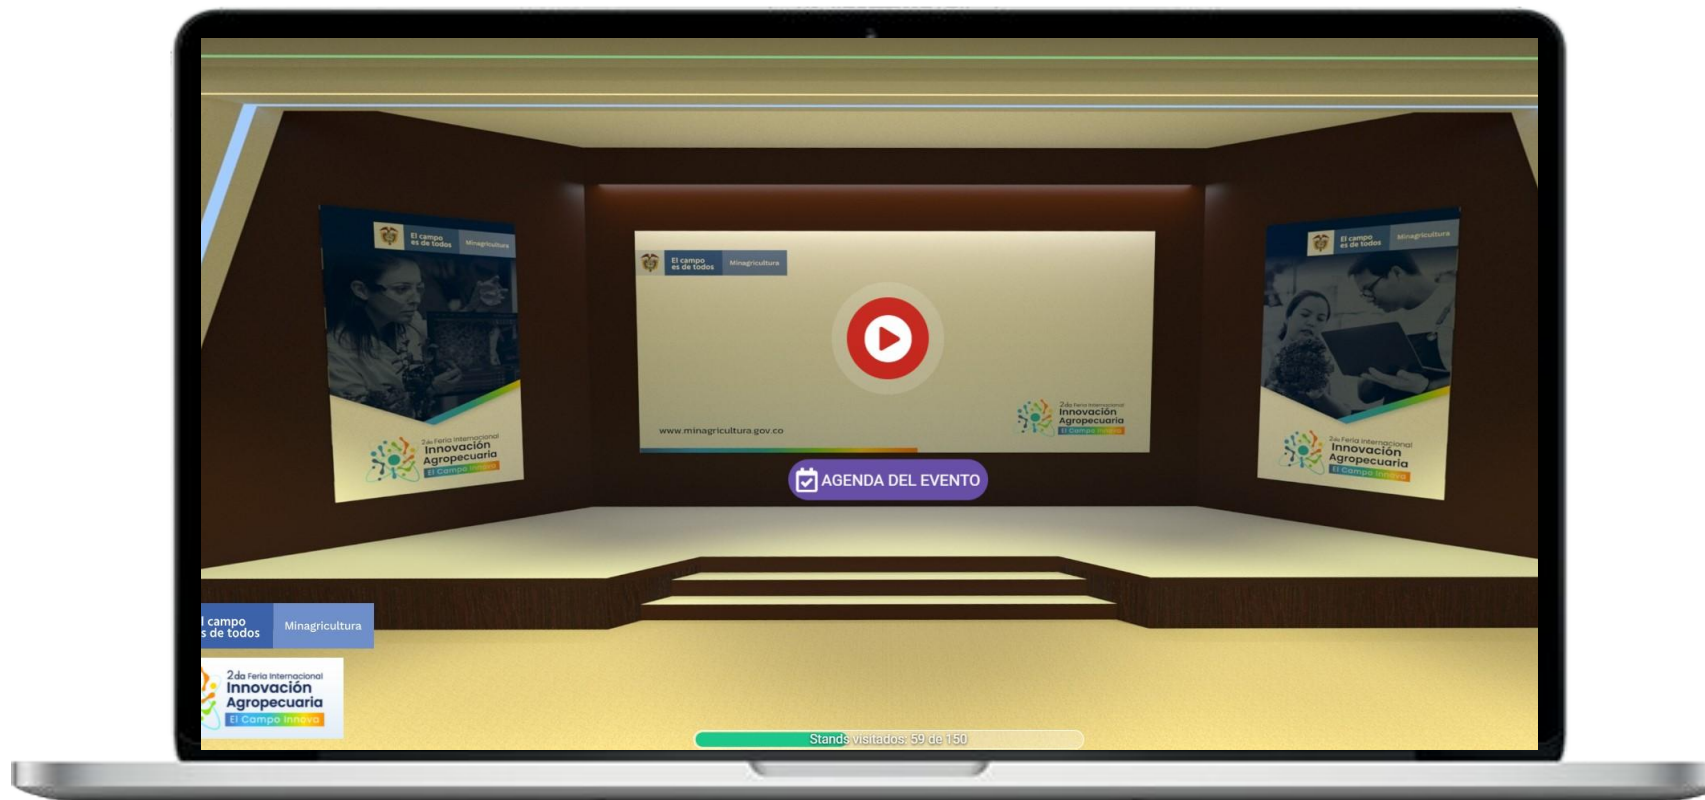 El campo
es de todos
Minagricultura
2da Feria Internacional
Innovación
Agropecuaria
El Campo Innova
El campo
es de todos
Minagricultura
www.minagricultura.gov.co
2da Feria Internacional
Innovación
Agropecuaria
El Campo Innova
AGENDA DEL EVENTO
El campo
es de todos
Minagricultura
2da Feria Internacional
Innovación
Agropecuaria
El Campo Innova
l campo
s de todos
Minagricultura
2da Feria Internacional
Innovación
Agropecuaria
El Campo Innova
Stands visitados: 59 de 150